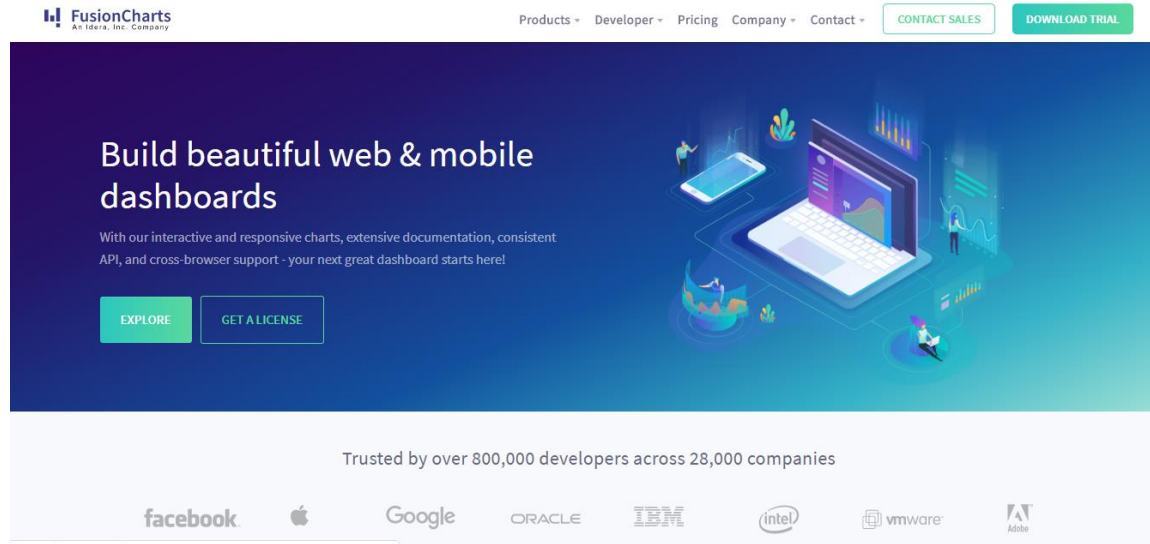 FusionCharts
An Idera, Inc. Company
Products Developer Pricing Company Contact CONTACT SALES DOWNLOAD TRIAL
Build beautiful web & mobile
dashboards
With our interactive and responsive charts, extensive documentation, consistent
API, and cross-browser support - your next great dashboard starts here!
EXPLORE GET A LICENSE
Trusted by over 800,000 developers across 28,000 companies
facebook Google ORACLE IBM intel vmware Adobe